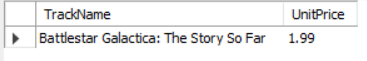 TrackName UnitPrice
Battlestar Galactica: The Story So Far 1.99